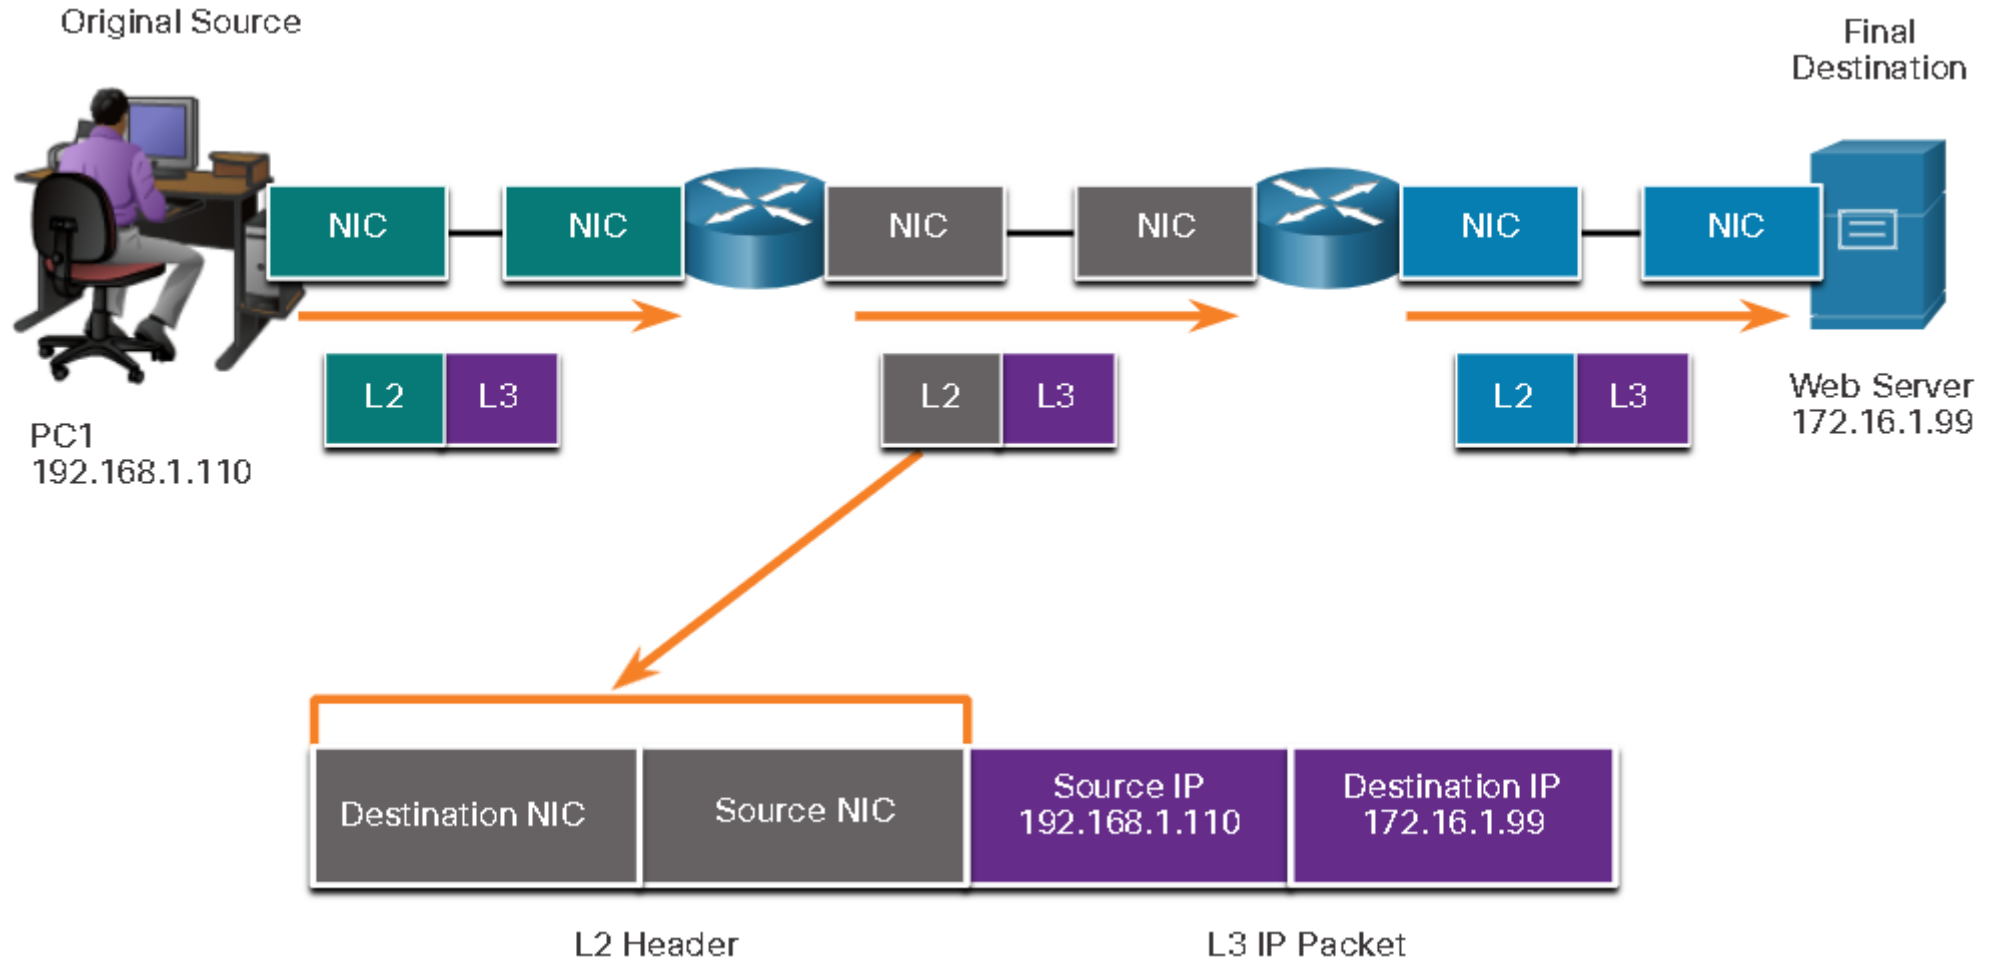 Original Source
Final
Destination
NIC
NIC
NIC
NIC
NIC
NIC
L2
L3
L2
L3
L2
L3
PC1
192.168.1.110
Web Server
172.16.1.99
Destination NIC
Source NIC
Source IP
192.168.1.110
Destination IP
172.16.1.99
L2 Header
L3 IP Packet